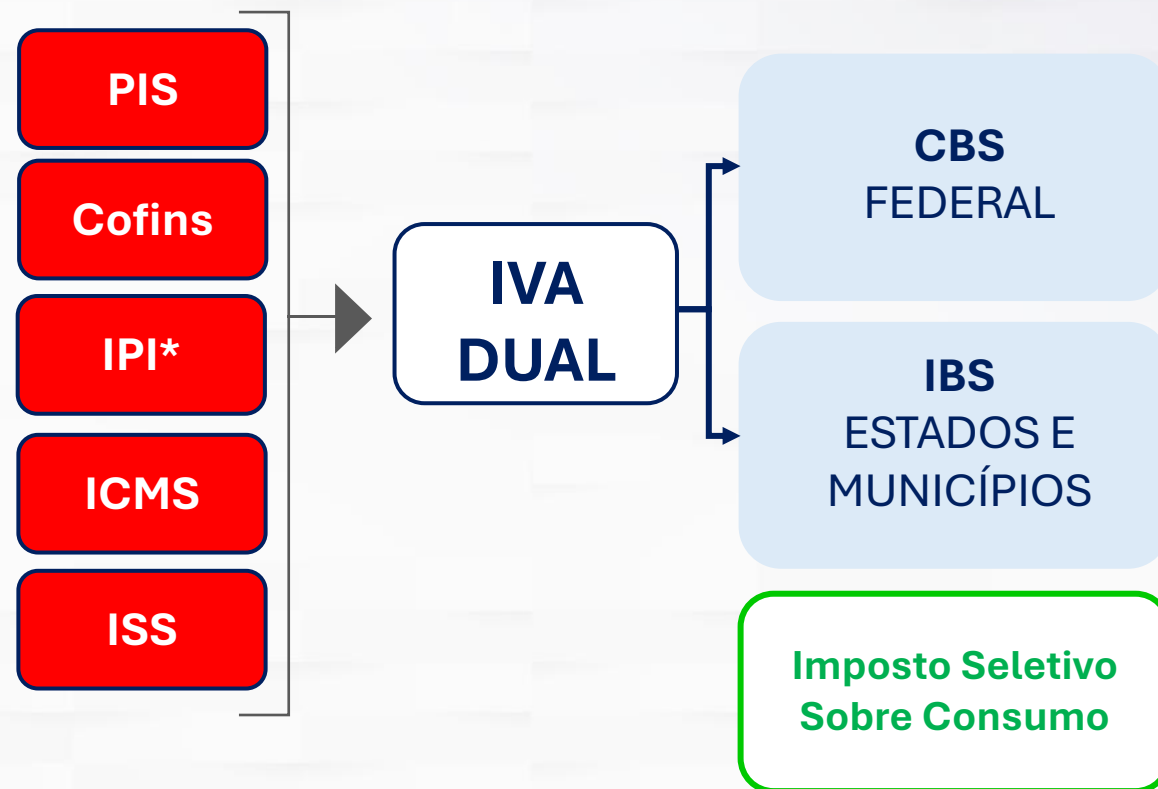 PIS
Cofins
IPI*
ICMS
ISS
IVA
DUAL
CBS
FEDERAL
IBS
ESTADOS E
MUNICÍPIOS
Imposto Seletivo
Sobre Consumo